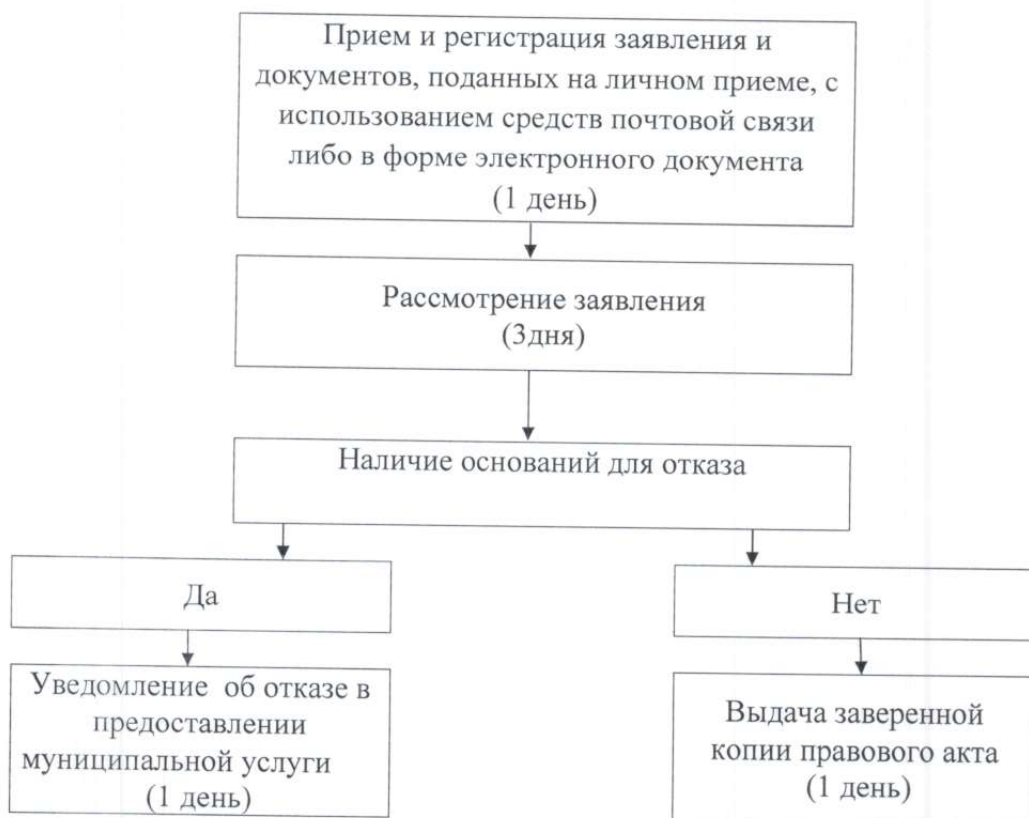 Прием и регистрация заявления и
документов, поданных на личном приеме, с
использованием средств почтовой связи
либо в форме электронного документа
(1 день)
Рассмотрение заявления
(3дня)
Наличие оснований для отказа
Да
Нет
Уведомление об отказе в
предоставлении
муниципальной услуги
(1 день)
Выдача заверенной
копии правового акта
(1 день)